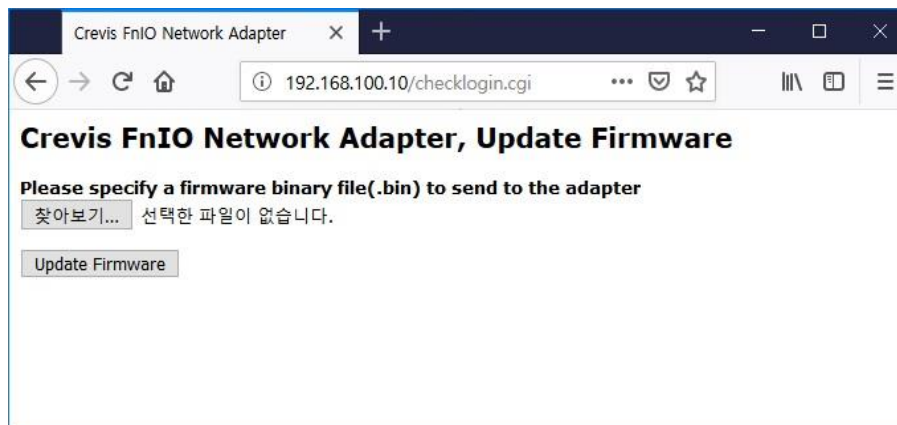 Crevis FnIO Network Adapter
192.168.100.10/checklogin.cgi
Crevis FnIO Network Adapter, Update Firmware
Please specify a firmware binary file(.bin) to send to the adapter
찾아보기... 선택한 파일이 없습니다.
Update Firmware